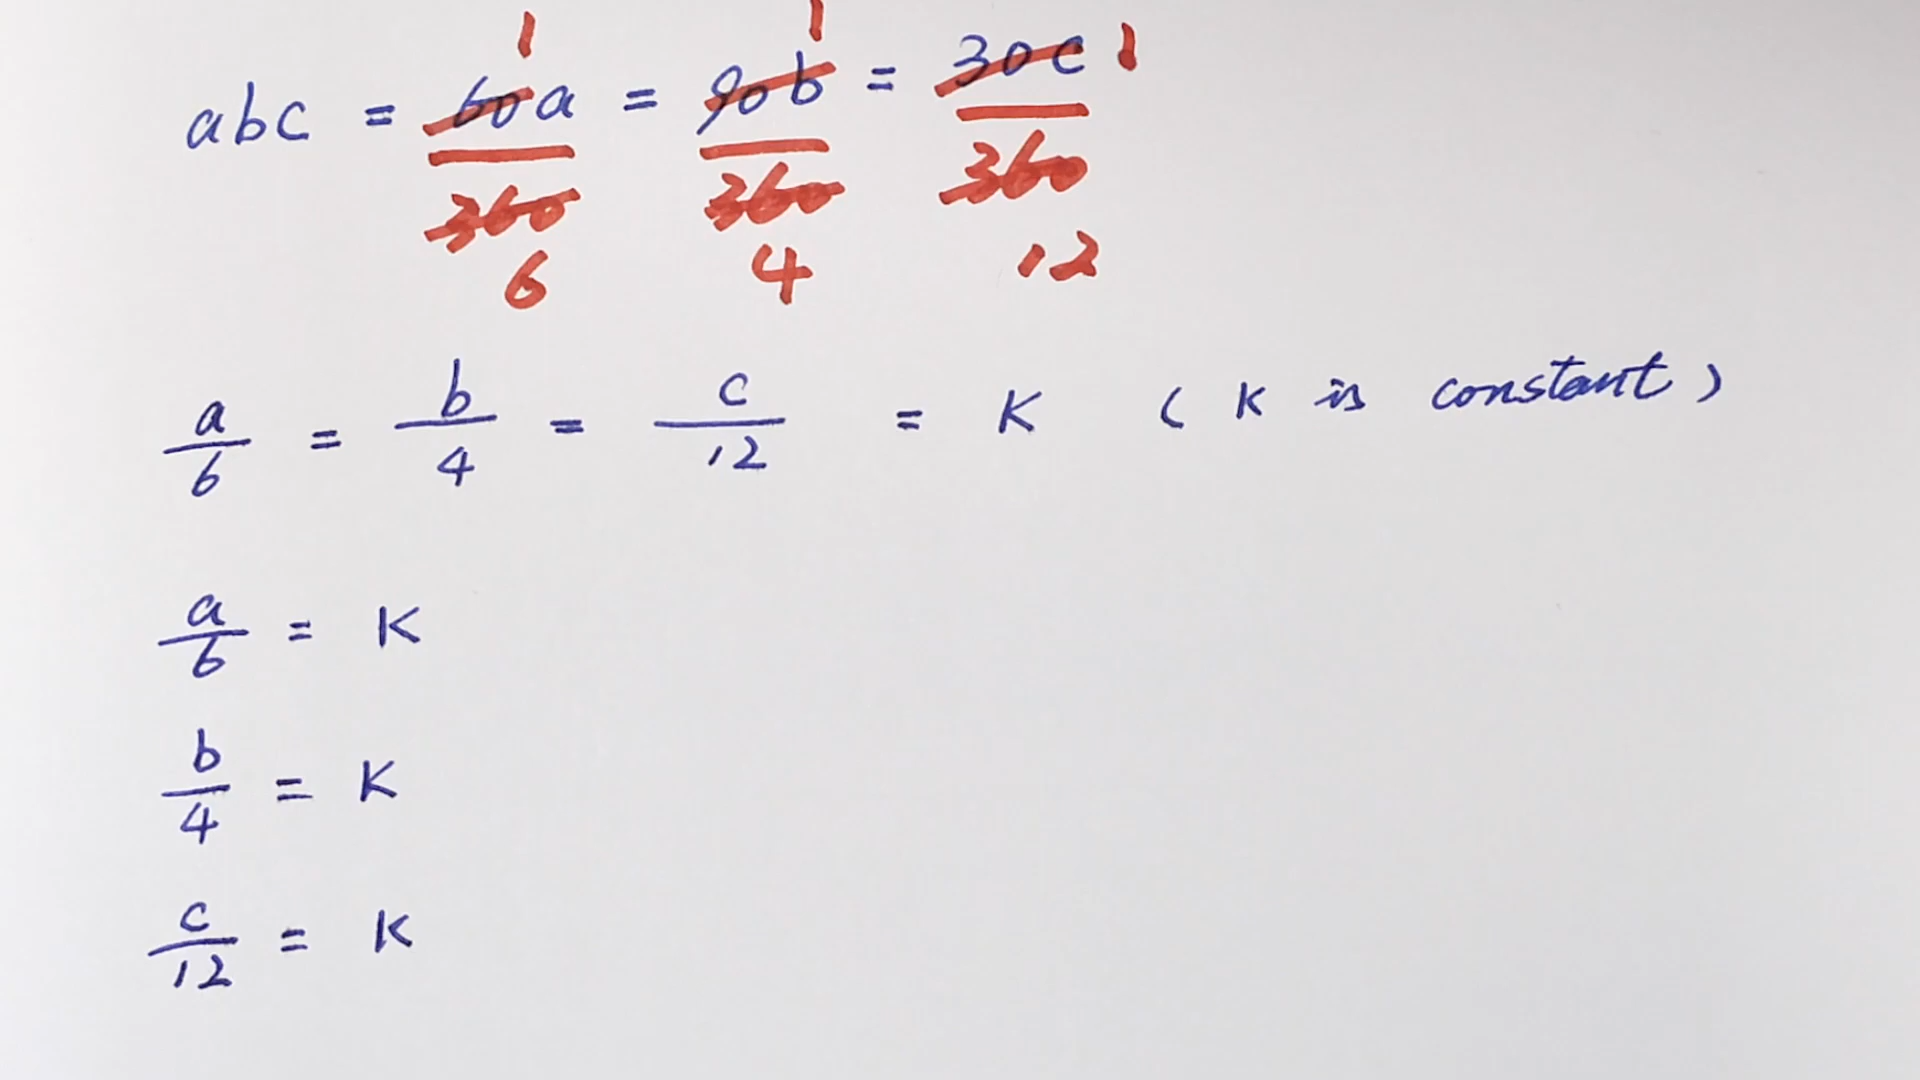 1 1
abc = 60a = 90b = 30c 1
360 360 360
6 4 12
a/6 = b/4 = c/12 = K ( K is constant )
a/6 = K
b/4 = K
c/12 = K